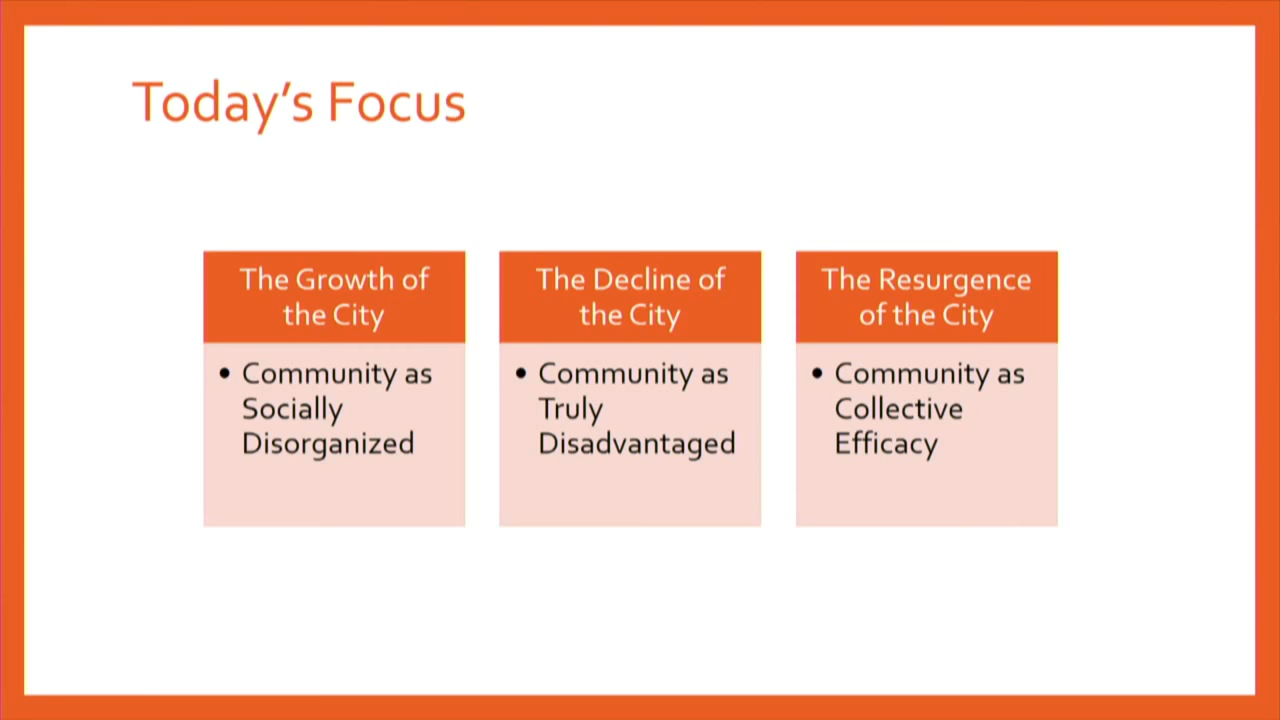 Today's Focus
The Growth of
the City
• Community as
Socially
Disorganized
The Decline of
the City
• Community as
Truly
Disadvantaged
The Resurgence
of the City
• Community as
Collective
Efficacy